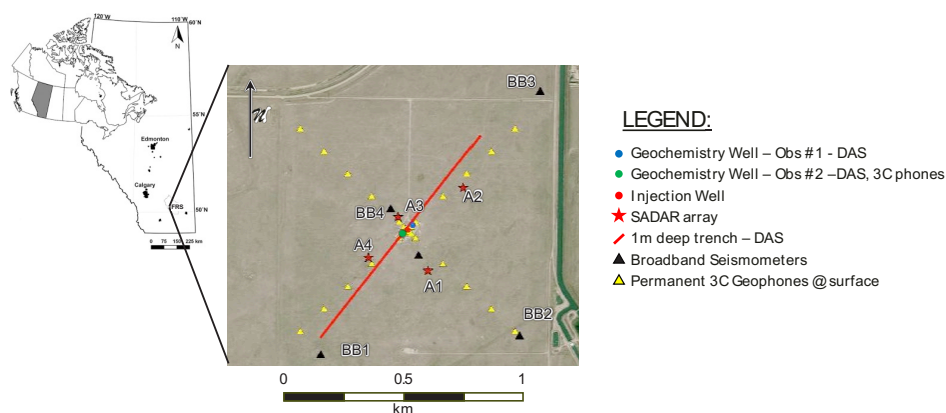 120°W
110°W
60°N
N
55°N
Edmonton
Calgary
FRS
50°N
0 75 150 225
km
N
BB3
A2
A3
BB4
A4
A1
BB2
BB1
0 0.5 1
km
LEGEND:
Geochemistry Well – Obs #1 - DAS
Geochemistry Well – Obs #2 –DAS, 3C phones
Injection Well
SADAR array
1m deep trench – DAS
Broadband Seismometers
Permanent 3C Geophones @ surface